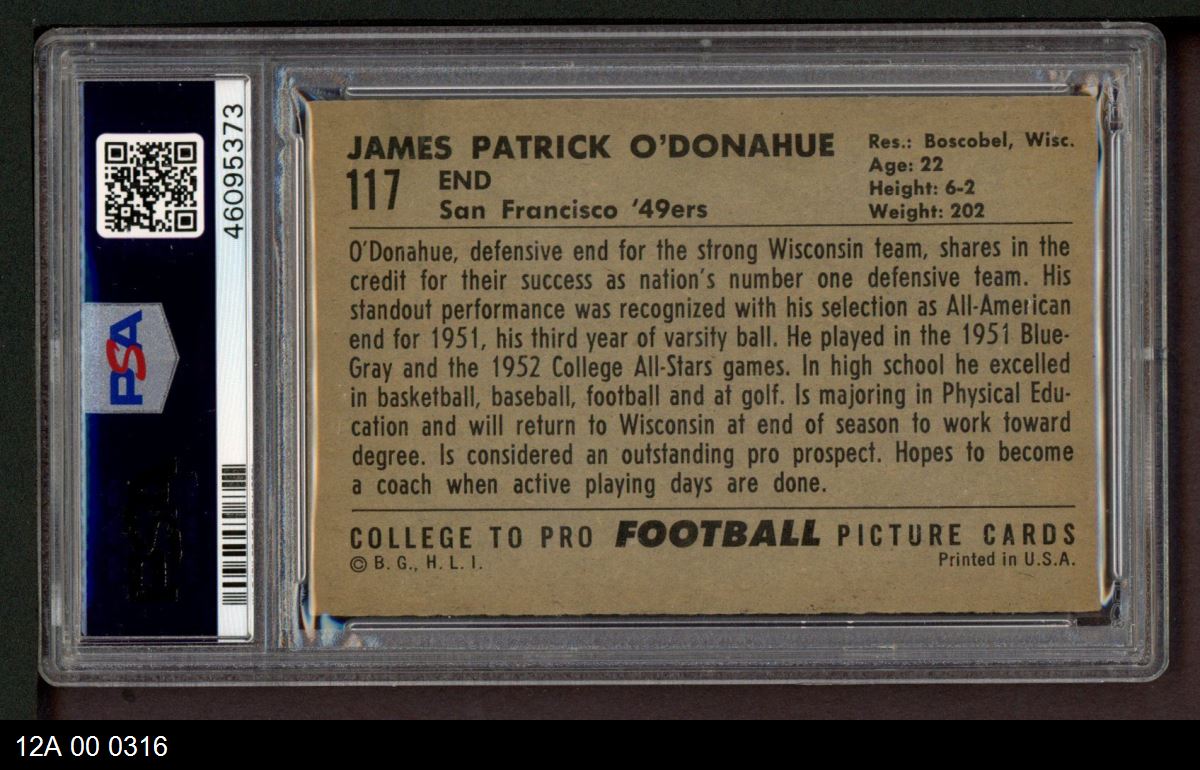 46095373
PSA
JAMES PATRICK O'DONAHUE
117
END
San Francisco '49ers
Res.: Boscobel, Wisc.
Age: 22
Height: 6-2
Weight: 202
O'Donahue, defensive end for the strong Wisconsin team, shares in the
credit for their success as nation's number one defensive team. His
standout performance was recognized with his selection as All-American
end for 1951, his third year of varsity ball. He played in the 1951 Blue-
Gray and the 1952 College All-Stars games. In high school he excelled
in basketball, baseball, football and at golf. Is majoring in Physical Edu-
cation and will return to Wisconsin at end of season to work toward
degree. Is considered an outstanding pro prospect. Hopes to become
a coach when active playing days are done.
COLLEGE TO PRO FOOTBALL PICTURE CARDS
© B. G., H. L. I.
Printed in U.S.A.
12A 00 0316